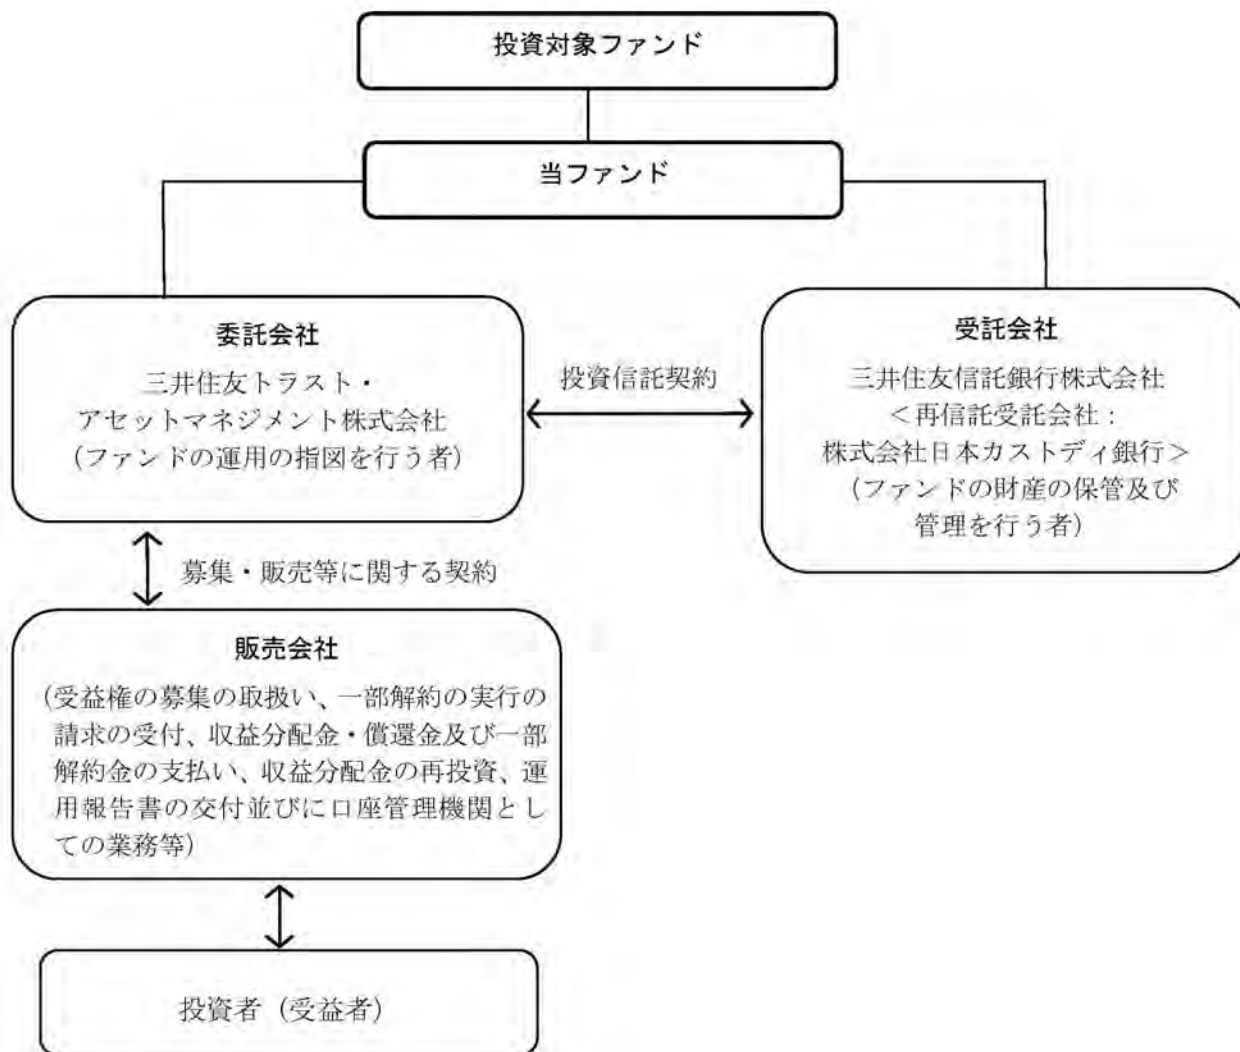 投資対象ファンド
当ファンド
委託会社
三井住友トラスト・
アセットマネジメント株式会社
(ファンドの運用の指図を行う者)
投資信託契約
受託会社
三井住友信託銀行株式会社
<再信託受託会社:
株式会社日本カストディ銀行>
(ファンドの財産の保管及び
管理を行う者)
募集・販売等に関する契約
販売会社
(受益権の募集の取扱い、一部解約の実行の
請求の受付、収益分配金・償還金及び一部
解約金の支払い、収益分配金の再投資、運
用報告書の交付並びに口座管理機関とし
ての業務等)
投資者(受益者)